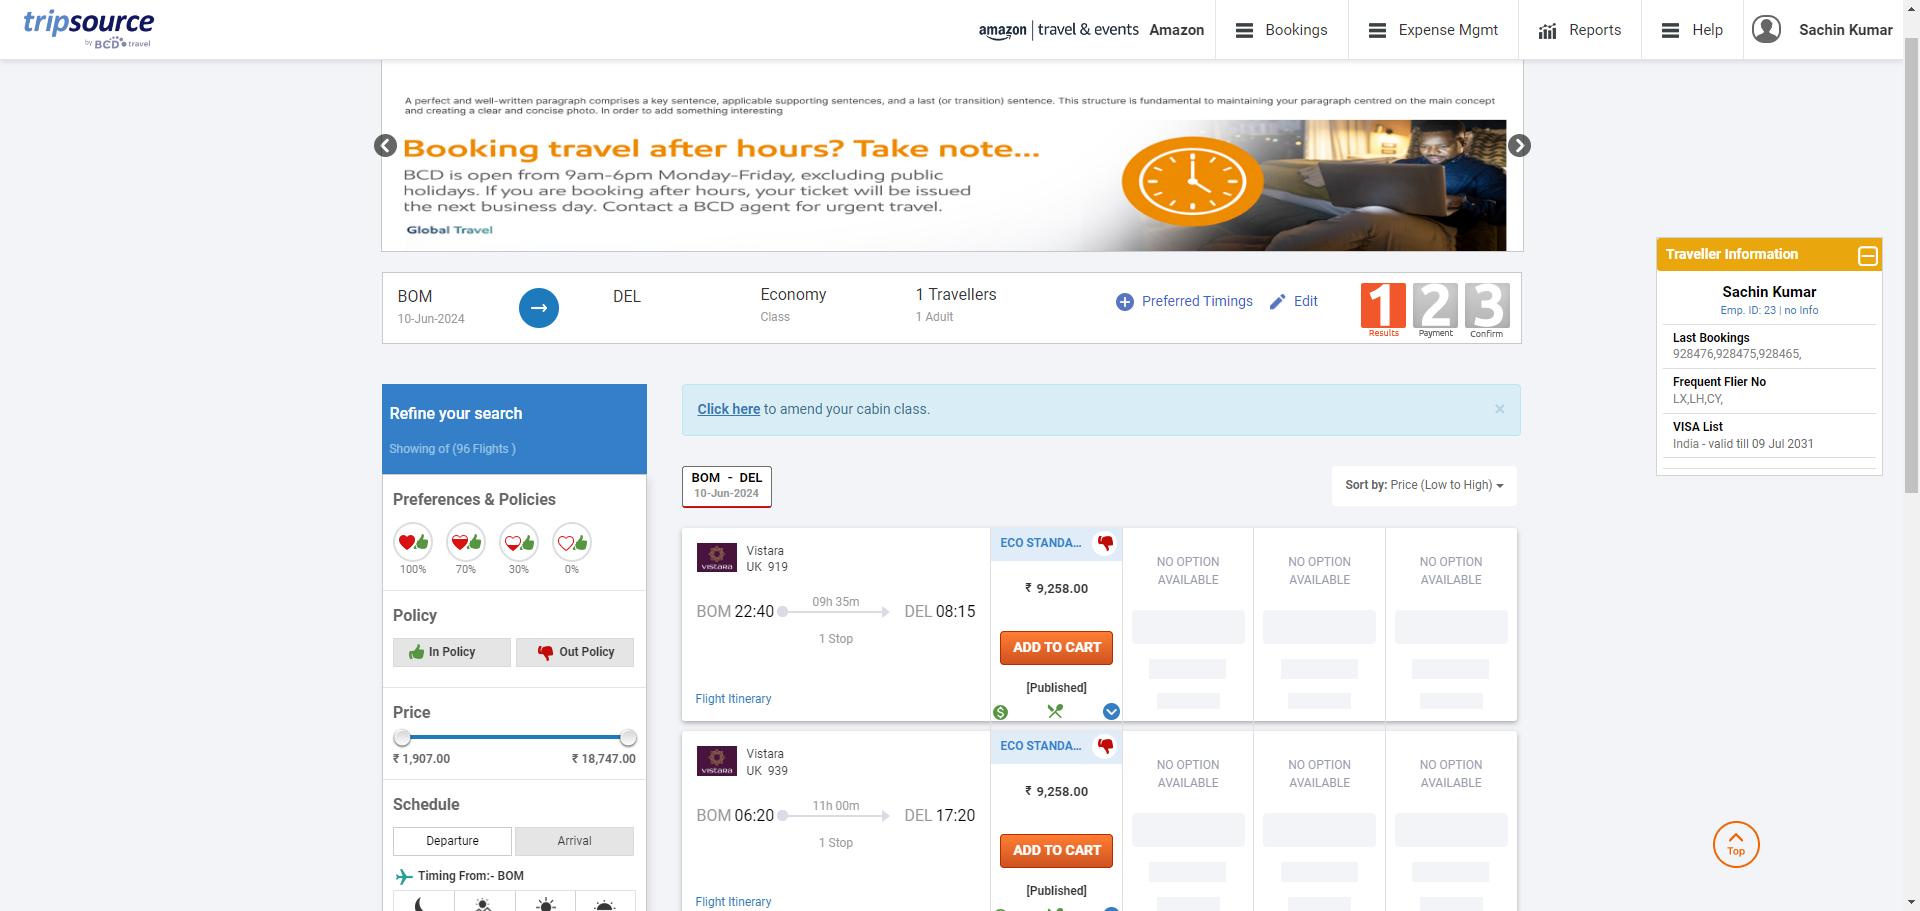 tripsource
by BCD travel
amazon travel & events Amazon
Bookings
Expense Mgmt
Reports
Help
Sachin Kumar
A perfect and well-written paragraph comprises a key sentence, applicable supporting sentences, and a last (or transition) sentence. This structure is fundamental to maintaining your paragraph centred on the main concept
and creating a clear and concise photo. In order to add something interesting
Booking travel after hours? Take note...
BCD is open from 9am-6pm Monday-Friday, excluding public
holidays. If you are booking after hours, your ticket will be issued
the next business day. Contact a BCD agent for urgent travel.
Global Travel
BOM
10-Jun-2024
DEL
Economy
Class
1 Travellers
1 Adult
Preferred Timings
Edit
1
Results
2
Payment
3
Confirm
Traveller Information
Sachin Kumar
Emp. ID: 23 | no Info
Last Bookings
928476,928475,928465,
Frequent Flier No
LX,LH,CY,
VISA List
India - valid till 09 Jul 2031
Refine your search
Showing of (96 Flights )
Preferences & Policies
100% 70% 30% 0%
Policy
In Policy
Out Policy
Price
₹ 1,907.00 ₹ 18,747.00
Schedule
Departure
Arrival
Timing From:- BOM
Click here to amend your cabin class.
×
BOM - DEL
10-Jun-2024
Sort by: Price (Low to High)
Vistara
UK 919
VISTARA
BOM 22:40
09h 35m
DEL 08:15
1 Stop
Flight Itinerary
ECO STANDA...
₹ 9,258.00
ADD TO CART
[Published]
NO OPTION
AVAILABLE
NO OPTION
AVAILABLE
NO OPTION
AVAILABLE
Vistara
UK 939
VISTARA
BOM 06:20
11h 00m
DEL 17:20
1 Stop
Flight Itinerary
ECO STANDA...
₹ 9,258.00
ADD TO CART
[Published]
NO OPTION
AVAILABLE
NO OPTION
AVAILABLE
NO OPTION
AVAILABLE
Top